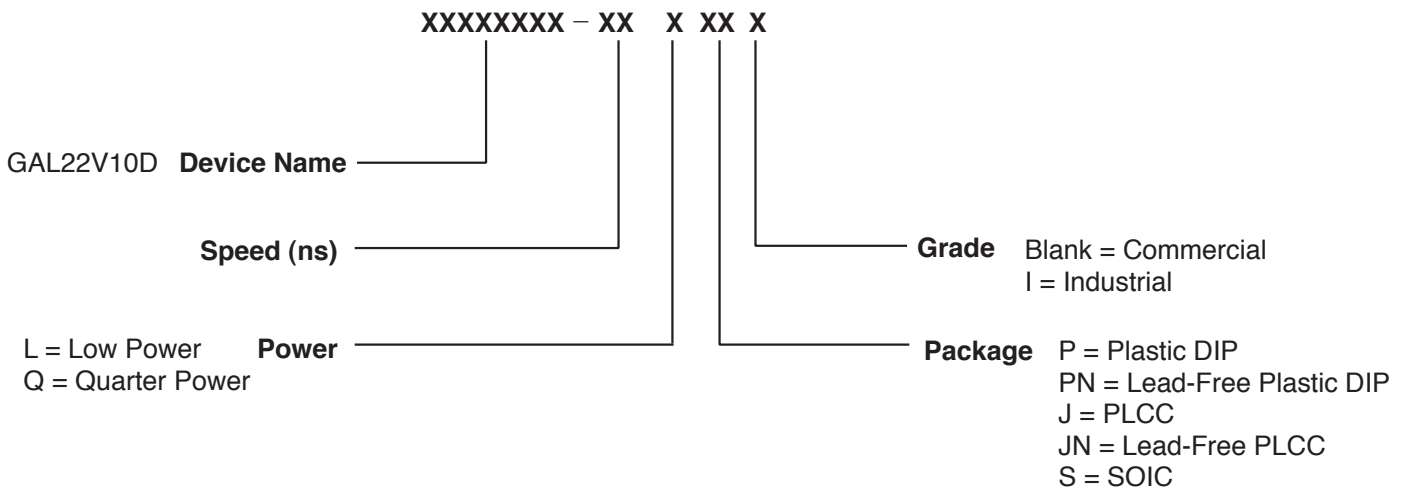 XXXXXXXX – XX X XX X
GAL22V10D Device Name
Speed (ns)
Grade Blank = Commercial
I = Industrial
L = Low Power Power
Q = Quarter Power
Package P = Plastic DIP
PN = Lead-Free Plastic DIP
J = PLCC
JN = Lead-Free PLCC
S = SOIC